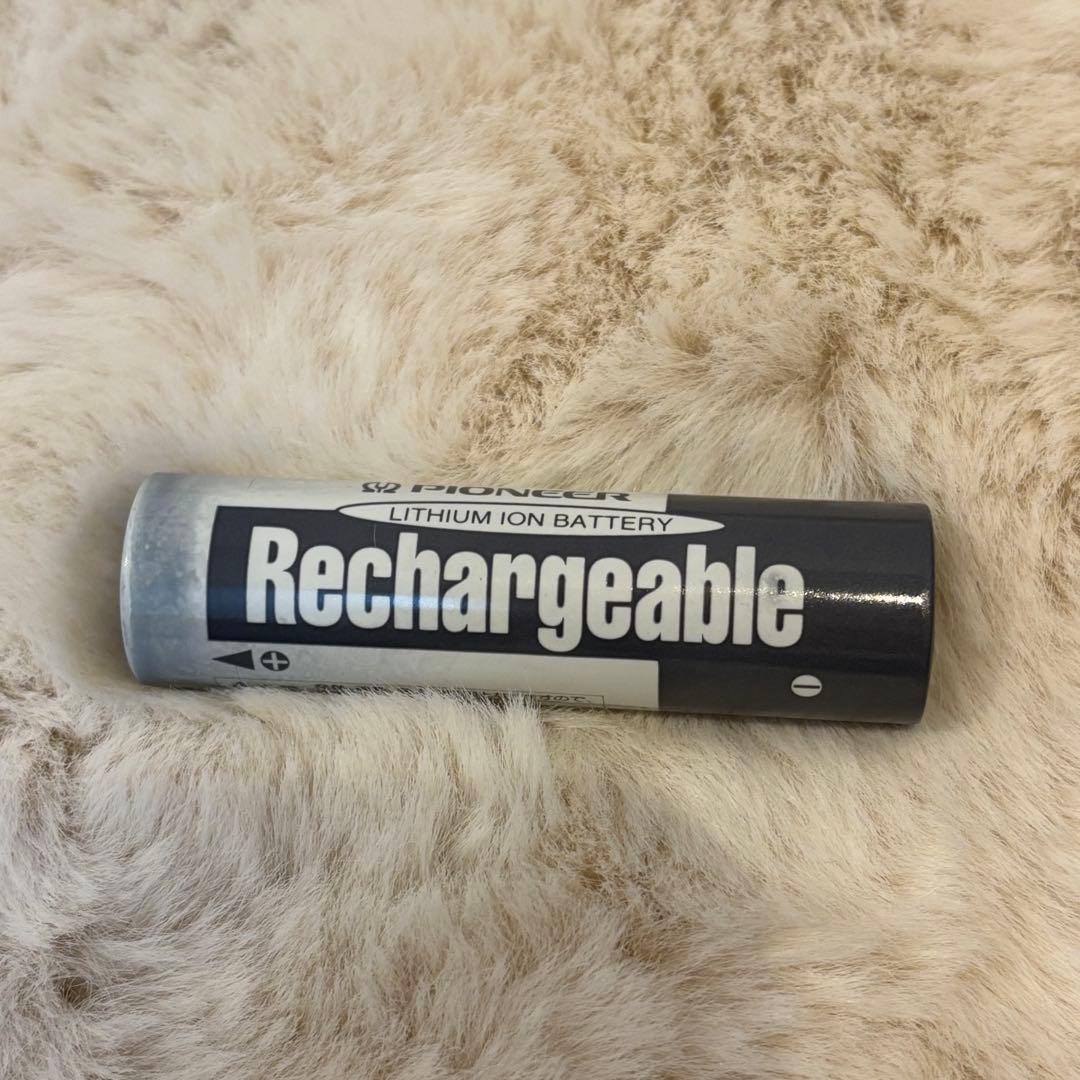 PIONEER
LITHIUM ION BATTERY
Rechargeable